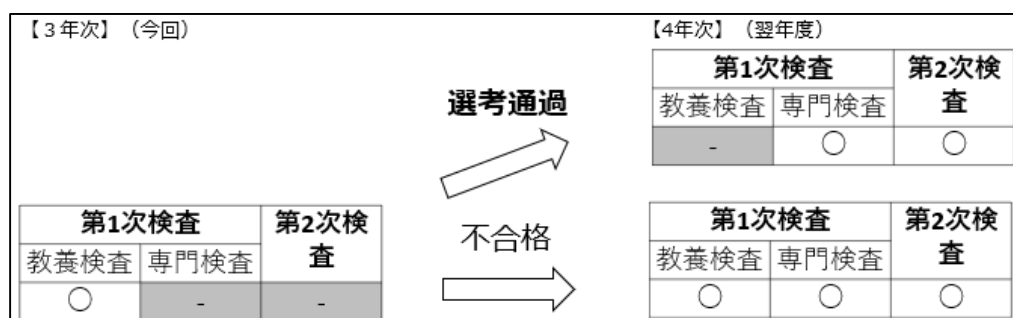 【3年次】（今回）
【4年次】（翌年度）
第1次検査 第2次検査
教養検査 専門検査
- ○ ○
選考通過
不合格
第1次検査 第2次検査
教養検査 専門検査
○ - -
第1次検査 第2次検査
教養検査 専門検査
○ ○ ○